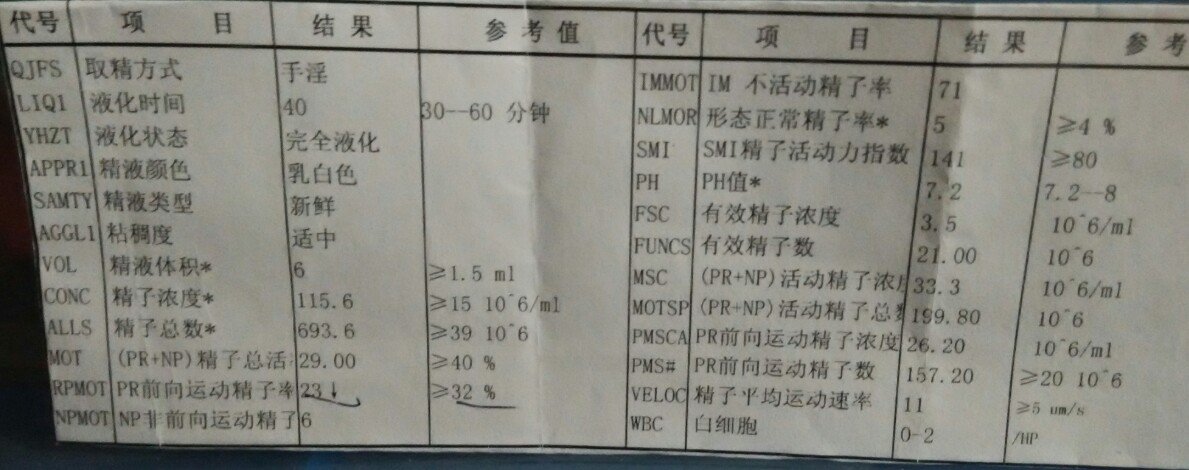 代号 项 目 结 果 参 考 值 代号 项 目 结 果 参 考
QJFS 取精方式 手淫 IMMOT IM 不活动精子率 71
LIQ1 液化时间 40 30--60 分钟 NLMOR 形态正常精子率* 5 ≥4 %
YHZT 液化状态 完全液化 SMI SMI精子活动力指数 141 ≥80
APPR1 精液颜色 乳白色 PH PH值* 7.2 7.2--8
SAMTY 精液类型 新鲜 FSC 有效精子浓度 3.5 10^6/ml
AGGL1 粘稠度 适中 FUNCS 有效精子数 21.00 10^6
VOL 精液体积* 6 ≥1.5 ml MSC (PR+NP)活动精子浓 33.3 10^6/ml
CONC 精子浓度* 115.6 ≥15 10^6/ml MOTSP (PR+NP)活动精子总 199.80 10^6
ALLS 精子总数* 693.6 ≥39 10^6 PMSCA PR前向运动精子浓度 26.20 10^6/ml
MOT (PR+NP)精子总活 29.00 ≥40 % PMS# PR前向运动精子数 157.20 ≥20 10^6
RPMOT PR前向运动精子率 23↓ ≥32 % VELOC 精子平均运动速率 11 ≥5 um/s
NPMOT NP非前向运动精子 6 WBC 白细胞 0-2 /HP